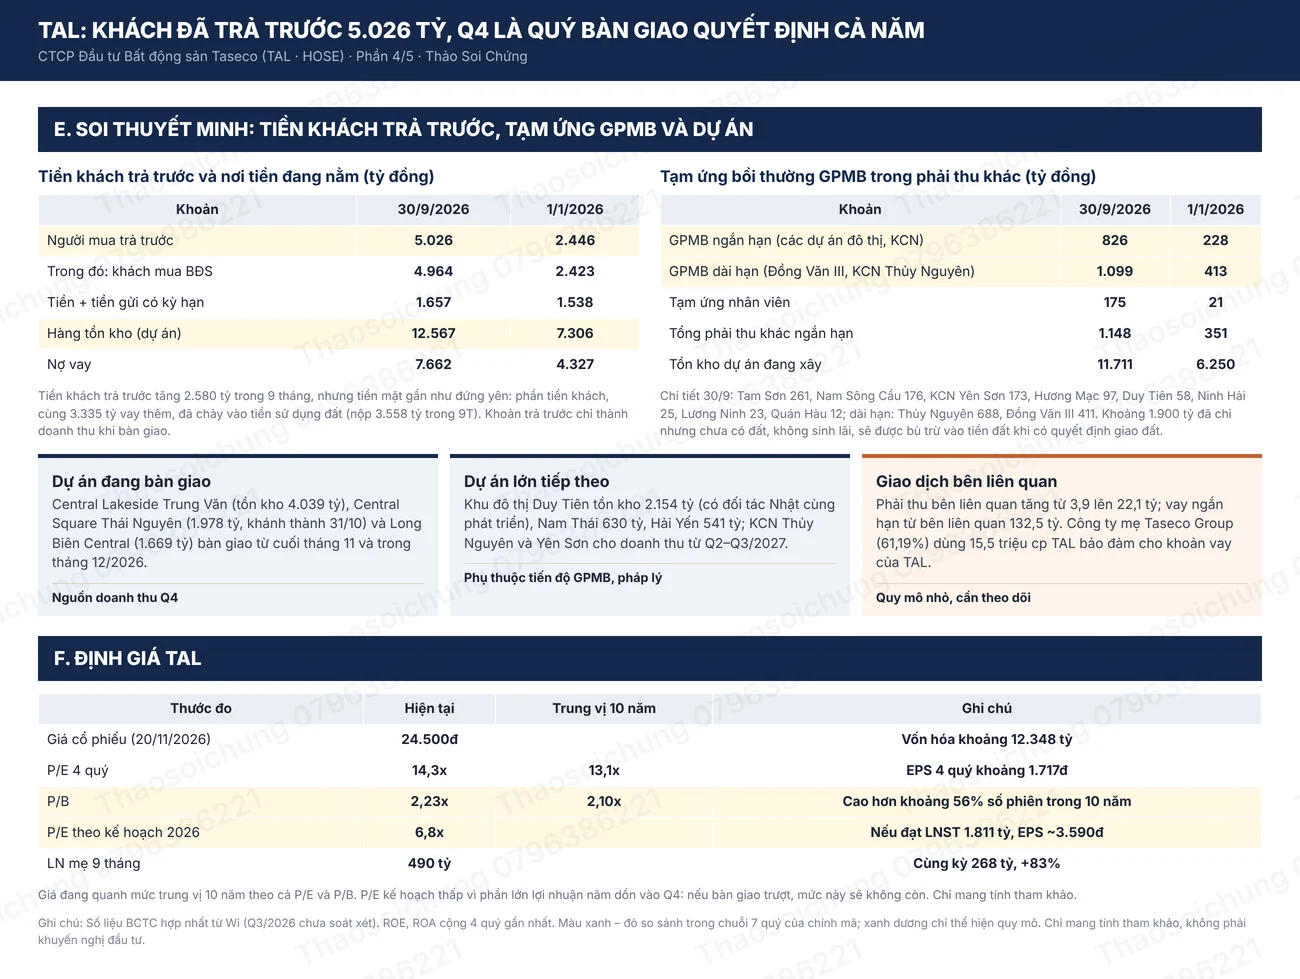 TAL: KHÁCH ĐÃ TRẢ TRƯỚC 5.026 TỶ, Q4 LÀ QUÝ BÀN GIAO QUYẾT ĐỊNH CẢ NĂM
CTCP Đầu tư Bất động sản Taseco (TAL · HOSE) · Phần 4/5 · Thảo Soi Chứng
E. SOI THUYẾT MINH: TIỀN KHÁCH TRẢ TRƯỚC, TẠM ỨNG GPMB VÀ DỰ ÁN
Tiền khách trả trước và nơi tiền đang nằm (tỷ đồng)
Khoản 30/9/2026 1/1/2026
Người mua trả trước 5.026 2.446
Trong đó: khách mua BĐS 4.964 2.423
Tiền + tiền gửi có kỳ hạn 1.657 1.538
Hàng tồn kho (dự án) 12.567 7.306
Nợ vay 7.662 4.327
Tiền khách trả trước tăng 2.580 tỷ trong 9 tháng, nhưng tiền mặt gần như đứng yên: phần tiền khách,
cùng 3.335 tỷ vay thêm, đã chảy vào tiền sử dụng đất (nộp 3.558 tỷ trong 9T). Khoản trả trước chỉ thành
doanh thu khi bàn giao.
Tạm ứng bồi thường GPMB trong phải thu khác (tỷ đồng)
Khoản 30/9/2026 1/1/2026
GPMB ngắn hạn (các dự án đô thị, KCN) 826 228
GPMB dài hạn (Đồng Văn III, KCN Thủy Nguyên) 1.099 413
Tạm ứng nhân viên 175 21
Tổng phải thu khác ngắn hạn 1.148 351
Tồn kho dự án đang xây 11.711 6.250
Chi tiết 30/9: Tam Sơn 261, Nam Sông Cầu 176, KCN Yên Sơn 173, Hương Mạc 97, Duy Tiên 58, Ninh Hải
25, Lương Ninh 23, Quán Hàu 12; dài hạn: Thủy Nguyên 688, Đồng Văn III 411. Khoảng 1.900 tỷ đã chi
nhưng chưa có đất, không sinh lãi, sẽ được bù trừ vào tiền đất khi có quyết định giao đất.
Dự án đang bàn giao
Central Lakeside Trung Văn (tồn kho 4.039 tỷ), Central
Square Thái Nguyên (1.978 tỷ, khánh thành 31/10) và Long
Biên Central (1.669 tỷ) bàn giao từ cuối tháng 11 và trong
tháng 12/2026.
Nguồn doanh thu Q4
Dự án lớn tiếp theo
Khu đô thị Duy Tiên tồn kho 2.154 tỷ (có đối tác Nhật cùng
phát triển), Nam Thái 630 tỷ, Hải Yến 541 tỷ; KCN Thủy
Nguyên và Yên Sơn cho doanh thu từ Q2–Q3/2027.
Phụ thuộc tiến độ GPMB, pháp lý
Giao dịch bên liên quan
Phải thu bên liên quan tăng từ 3,9 lên 22,1 tỷ; vay ngắn
hạn từ bên liên quan 132,5 tỷ. Công ty mẹ Taseco Group
(61,19%) dùng 15,5 triệu cp TAL bảo đảm cho khoản vay
của TAL.
Quy mô nhỏ, cần theo dõi
F. ĐỊNH GIÁ TAL
Thước đo Hiện tại Trung vị 10 năm Ghi chú
Giá cổ phiếu (20/11/2026) 24.500đ Vốn hóa khoảng 12.348 tỷ
P/E 4 quý 14,3x 13,1x EPS 4 quý khoảng 1.717đ
P/B 2,23x 2,10x Cao hơn khoảng 56% số phiên trong 10 năm
P/E theo kế hoạch 2026 6,8x Nếu đạt LNST 1.811 tỷ, EPS ~3.590đ
LN mẹ 9 tháng 490 tỷ Cùng kỳ 268 tỷ, +83%
Giá đang quanh mức trung vị 10 năm theo cả P/E và P/B. P/E kế hoạch thấp vì phần lớn lợi nhuận năm dồn vào Q4: nếu bàn giao trượt, mức này sẽ không còn. Chỉ mang tính tham khảo.
Ghi chú: Số liệu BCTC hợp nhất từ Wi (Q3/2026 chưa soát xét). ROE, ROA cộng 4 quý gần nhất. Màu xanh – đỏ so sánh trong chuỗi 7 quý của chính mã; xanh dương chỉ thể hiện quy mô. Chỉ mang tính tham khảo, không phải
khuyến nghị đầu tư.
Thaosoichung 0796386221